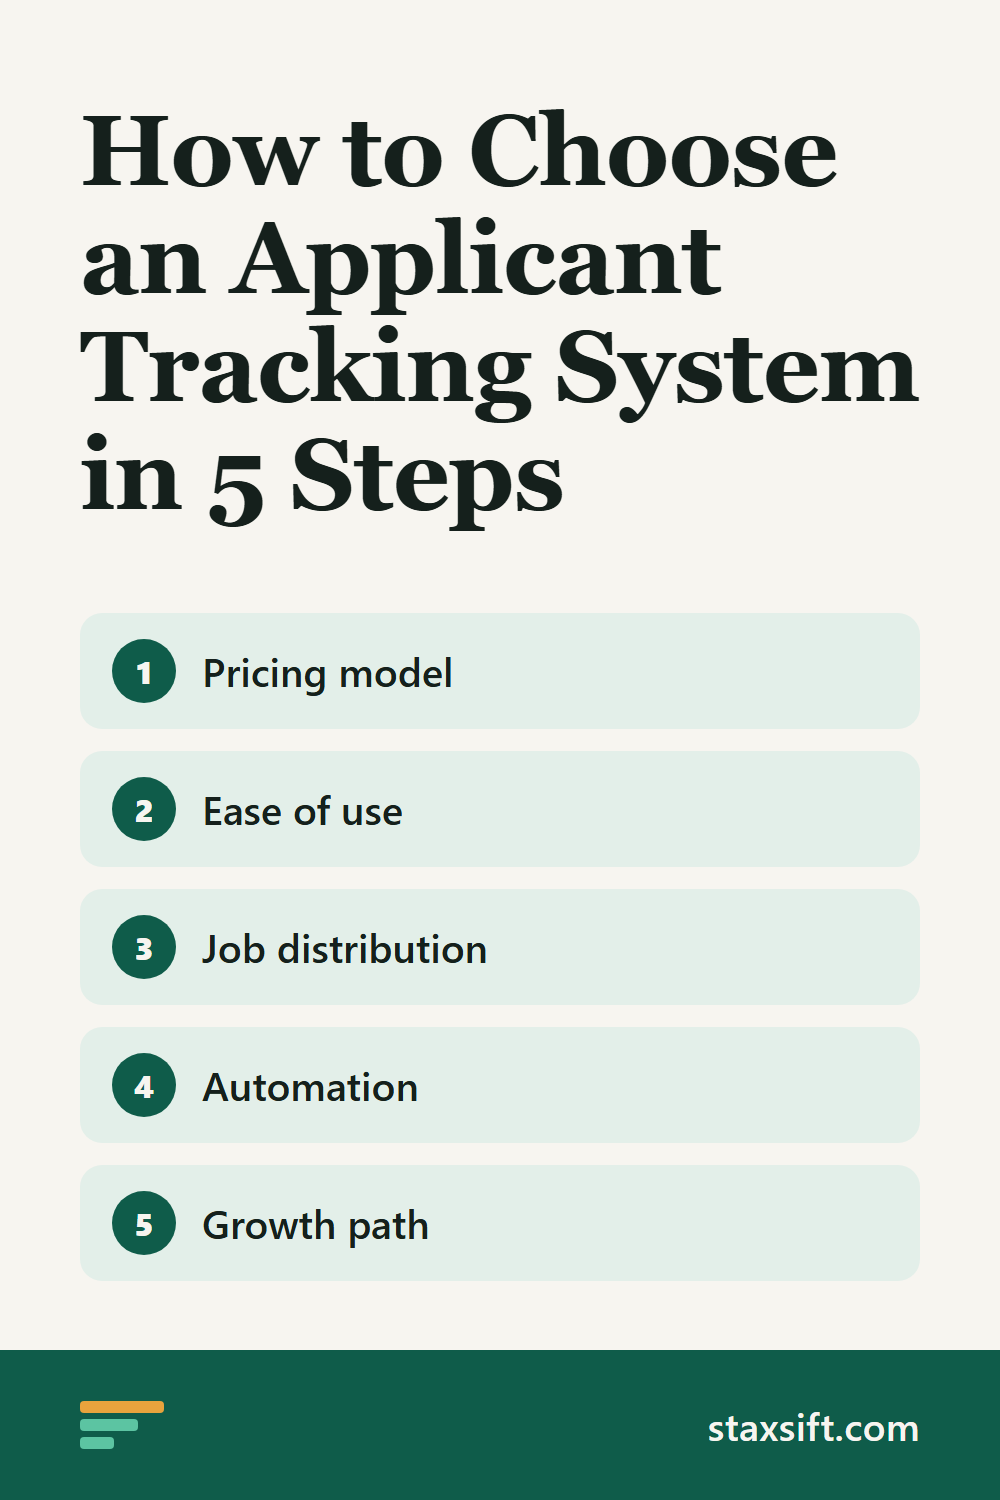 How to Choose
an Applicant
Tracking System
in 5 Steps
1 Pricing model
2 Ease of use
3 Job distribution
4 Automation
5 Growth path
staxsift.com